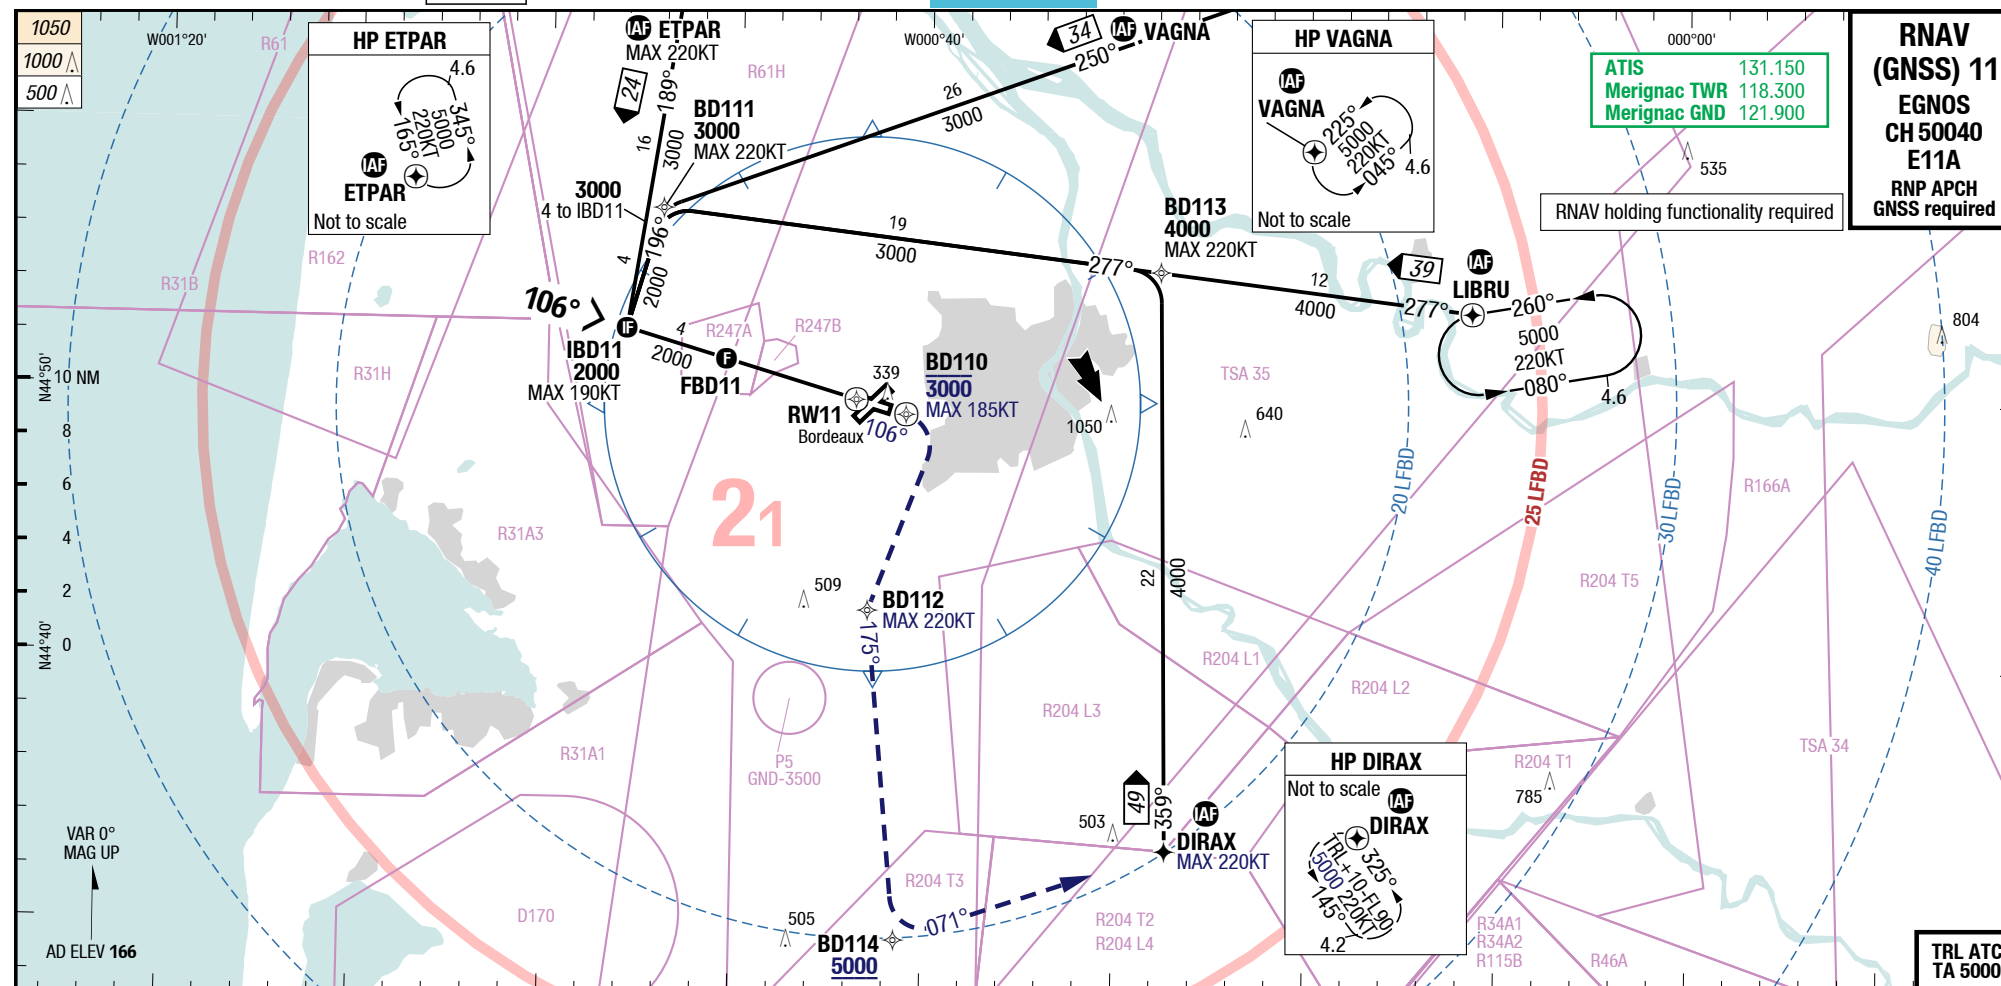 1050
1000
500
W001°20'
R61
HP ETPAR
4.6
345°
5000
220KT
165°
IAF
ETPAR
Not to scale
IAF ETPAR
MAX 220KT
24
189°
16
3000
R61H
BD111
3000
MAX 220KT
3000
4 to IBD11
4
196°
2000
W000°40'
34
IAF VAGNA
250°
26
3000
HP VAGNA
IAF
VAGNA
225°
5000
220KT
045°
4.6
Not to scale
000°00'
ATIS 131.150
Merignac TWR 118.300
Merignac GND 121.900
535
RNAV holding functionality required
RNAV
(GNSS) 11
EGNOS
CH 50040
E11A
RNP APCH
GNSS required
R162
R31B
19
3000
277°
BD113
4000
MAX 220KT
12
4000
39
277°
IAF
LIBRU
260°
5000
220KT
080°
4.6
804
106°
IF
IBD11
2000
MAX 190KT
4
2000
F
FBD11
R247A
R247B
339
RW11
Bordeaux
106°
BD110
3000
MAX 185KT
1050
TSA 35
640
R31H
N44°50'
10 NM
8
6
4
2
0
N44°40'
R31A3
21
509
BD112
MAX 220KT
175°
22
4000
20 LFBD
25 LFBD
30 LFBD
40 LFBD
R166A
R204 T5
R204 L1
R204 L2
R204 L3
R31A1
P5
GND-3500
TSA 34
R204 T1
785
HP DIRAX
Not to scale
IAF
DIRAX
325°
TRL+10-FL90
5000 220KT
145°
4.2
49
359°
503
IAF
DIRAX
MAX 220KT
VAR 0°
MAG UP
AD ELEV 166
D170
R204 T3
505
BD114
5000
071°
R204 T2
R204 L4
R34A1
R34A2
R115B
R46A
TRL ATC
TA 5000